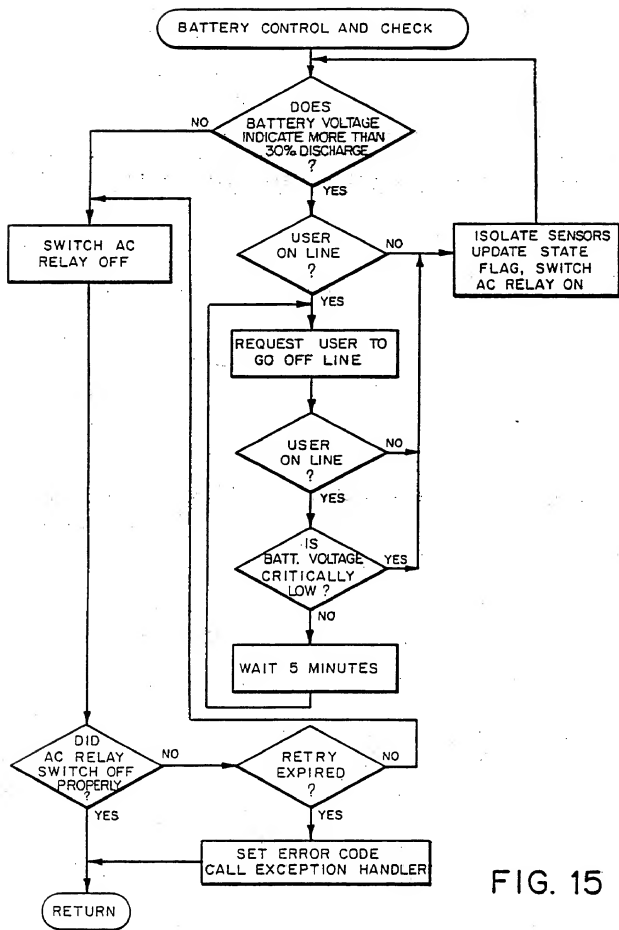 BATTERY CONTROL AND CHECK
DOES
BATTERY VOLTAGE
INDICATE MORE THAN
30% DISCHARGE
?
NO
YES
SWITCH AC
RELAY OFF
USER
ON LINE
?
NO
YES
ISOLATE SENSORS
UPDATE STATE
FLAG, SWITCH
AC RELAY ON
REQUEST USER TO
GO OFF LINE
USER
ON LINE
?
NO
YES
IS
BATT. VOLTAGE
CRITICALLY
LOW ?
YES
NO
WAIT 5 MINUTES
DID
AC RELAY
SWITCH OFF
PROPERLY
?
NO
YES
RETRY
EXPIRED
?
NO
YES
SET ERROR CODE
CALL EXCEPTION HANDLER
RETURN
FIG. 15